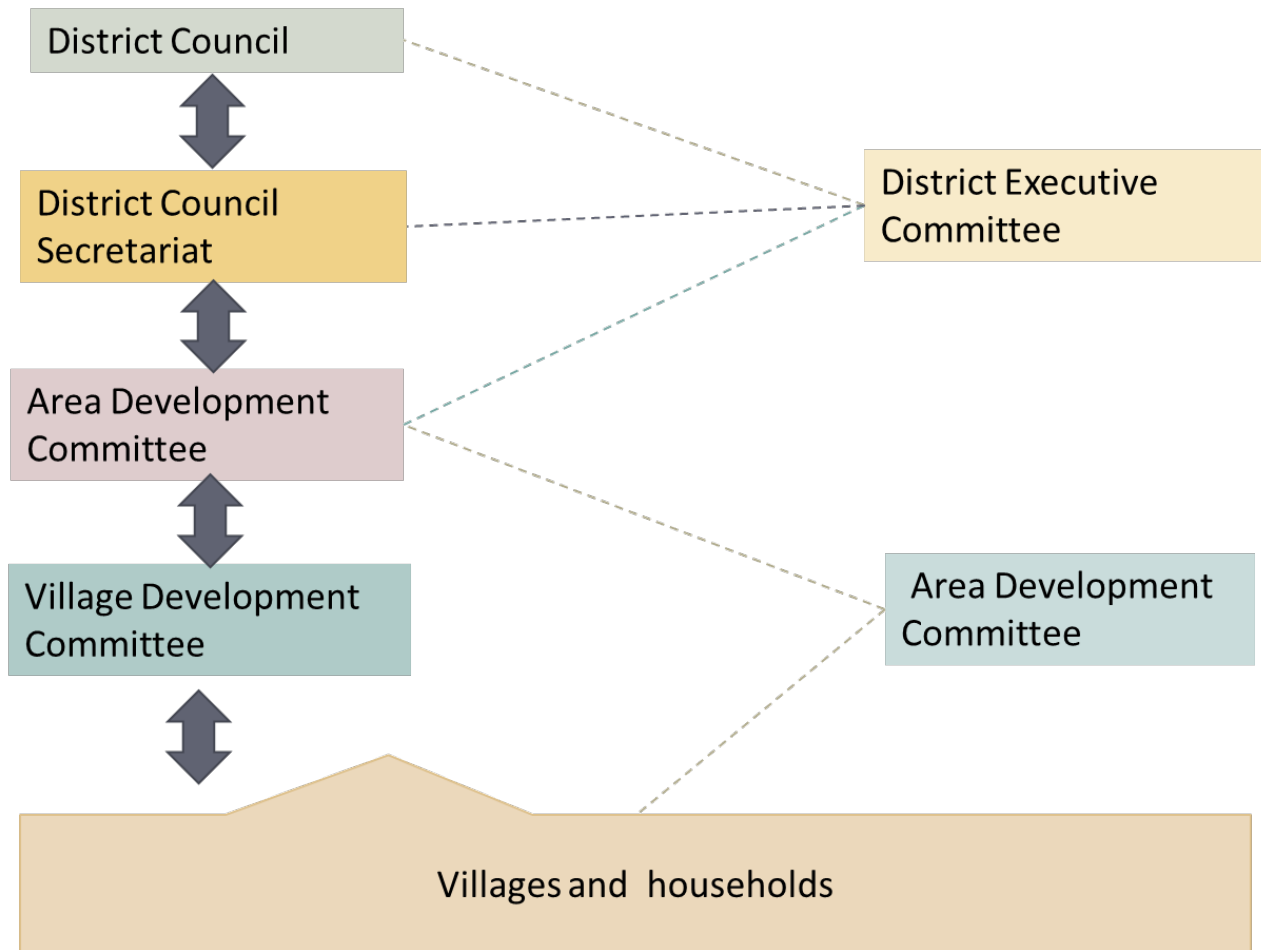 District Council
District Council
Secretariat
District Executive
Committee
Area Development
Committee
Village Development
Committee
Area Development
Committee
Villages and households